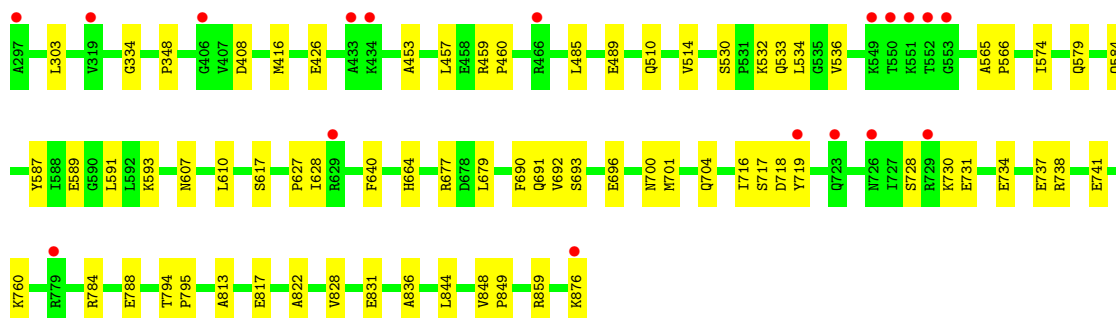 A297 L303 V319 G334 P348 G406 V407 D408 M416 E426 A433 K434 A453 L457 E458 R459 P460 R466 L485 E489 Q510 V514 S530 P531 K532 Q533 L534 G535 V536 K549 T550 K551 T552 G553 A565 P566 I574 Q579
Y587 I588 E589 G590 L591 L592 K593 N607 L610 S617 P627 I628 R629 F640 H664 R677 D678 L679 F690 Q691 V692 S693 E696 N700 M701 Q704 I716 S717 D718 Y719 Q723 N726 I727 S728 R729 K730 E731 E734 E737 R738 E741
K760 R779 R784 E788 T794 P795 A813 E817 A822 V828 E831 A836 L844 V848 P849 R859 K876